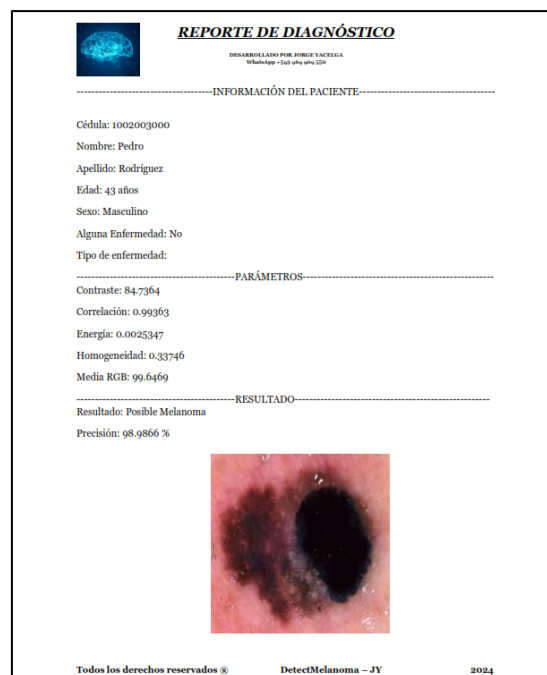 REPORTE DE DIAGNÓSTICO
DESARROLLADO POR JORGE YACELGA
WhatsApp +593 969 909 550
-------------------------------------INFORMACIÓN DEL PACIENTE-------------------------------------
Cédula: 1002003000
Nombre: Pedro
Apellido: Rodriguez
Edad: 43 años
Sexo: Masculino
Alguna Enfermedad: No
Tipo de enfermedad:
-------------------------------------------PARÁMETROS----------------------------------------------------
Contraste: 84.7364
Correlación: 0.99363
Energía: 0.0025347
Homogeneidad: 0.33746
Media RGB: 99.6469
-------------------------------------------RESULTADO-----------------------------------------------------
Resultado: Posible Melanoma
Precisión: 98.9866 %
Todos los derechos reservados ® DetectMelanoma – JY 2024